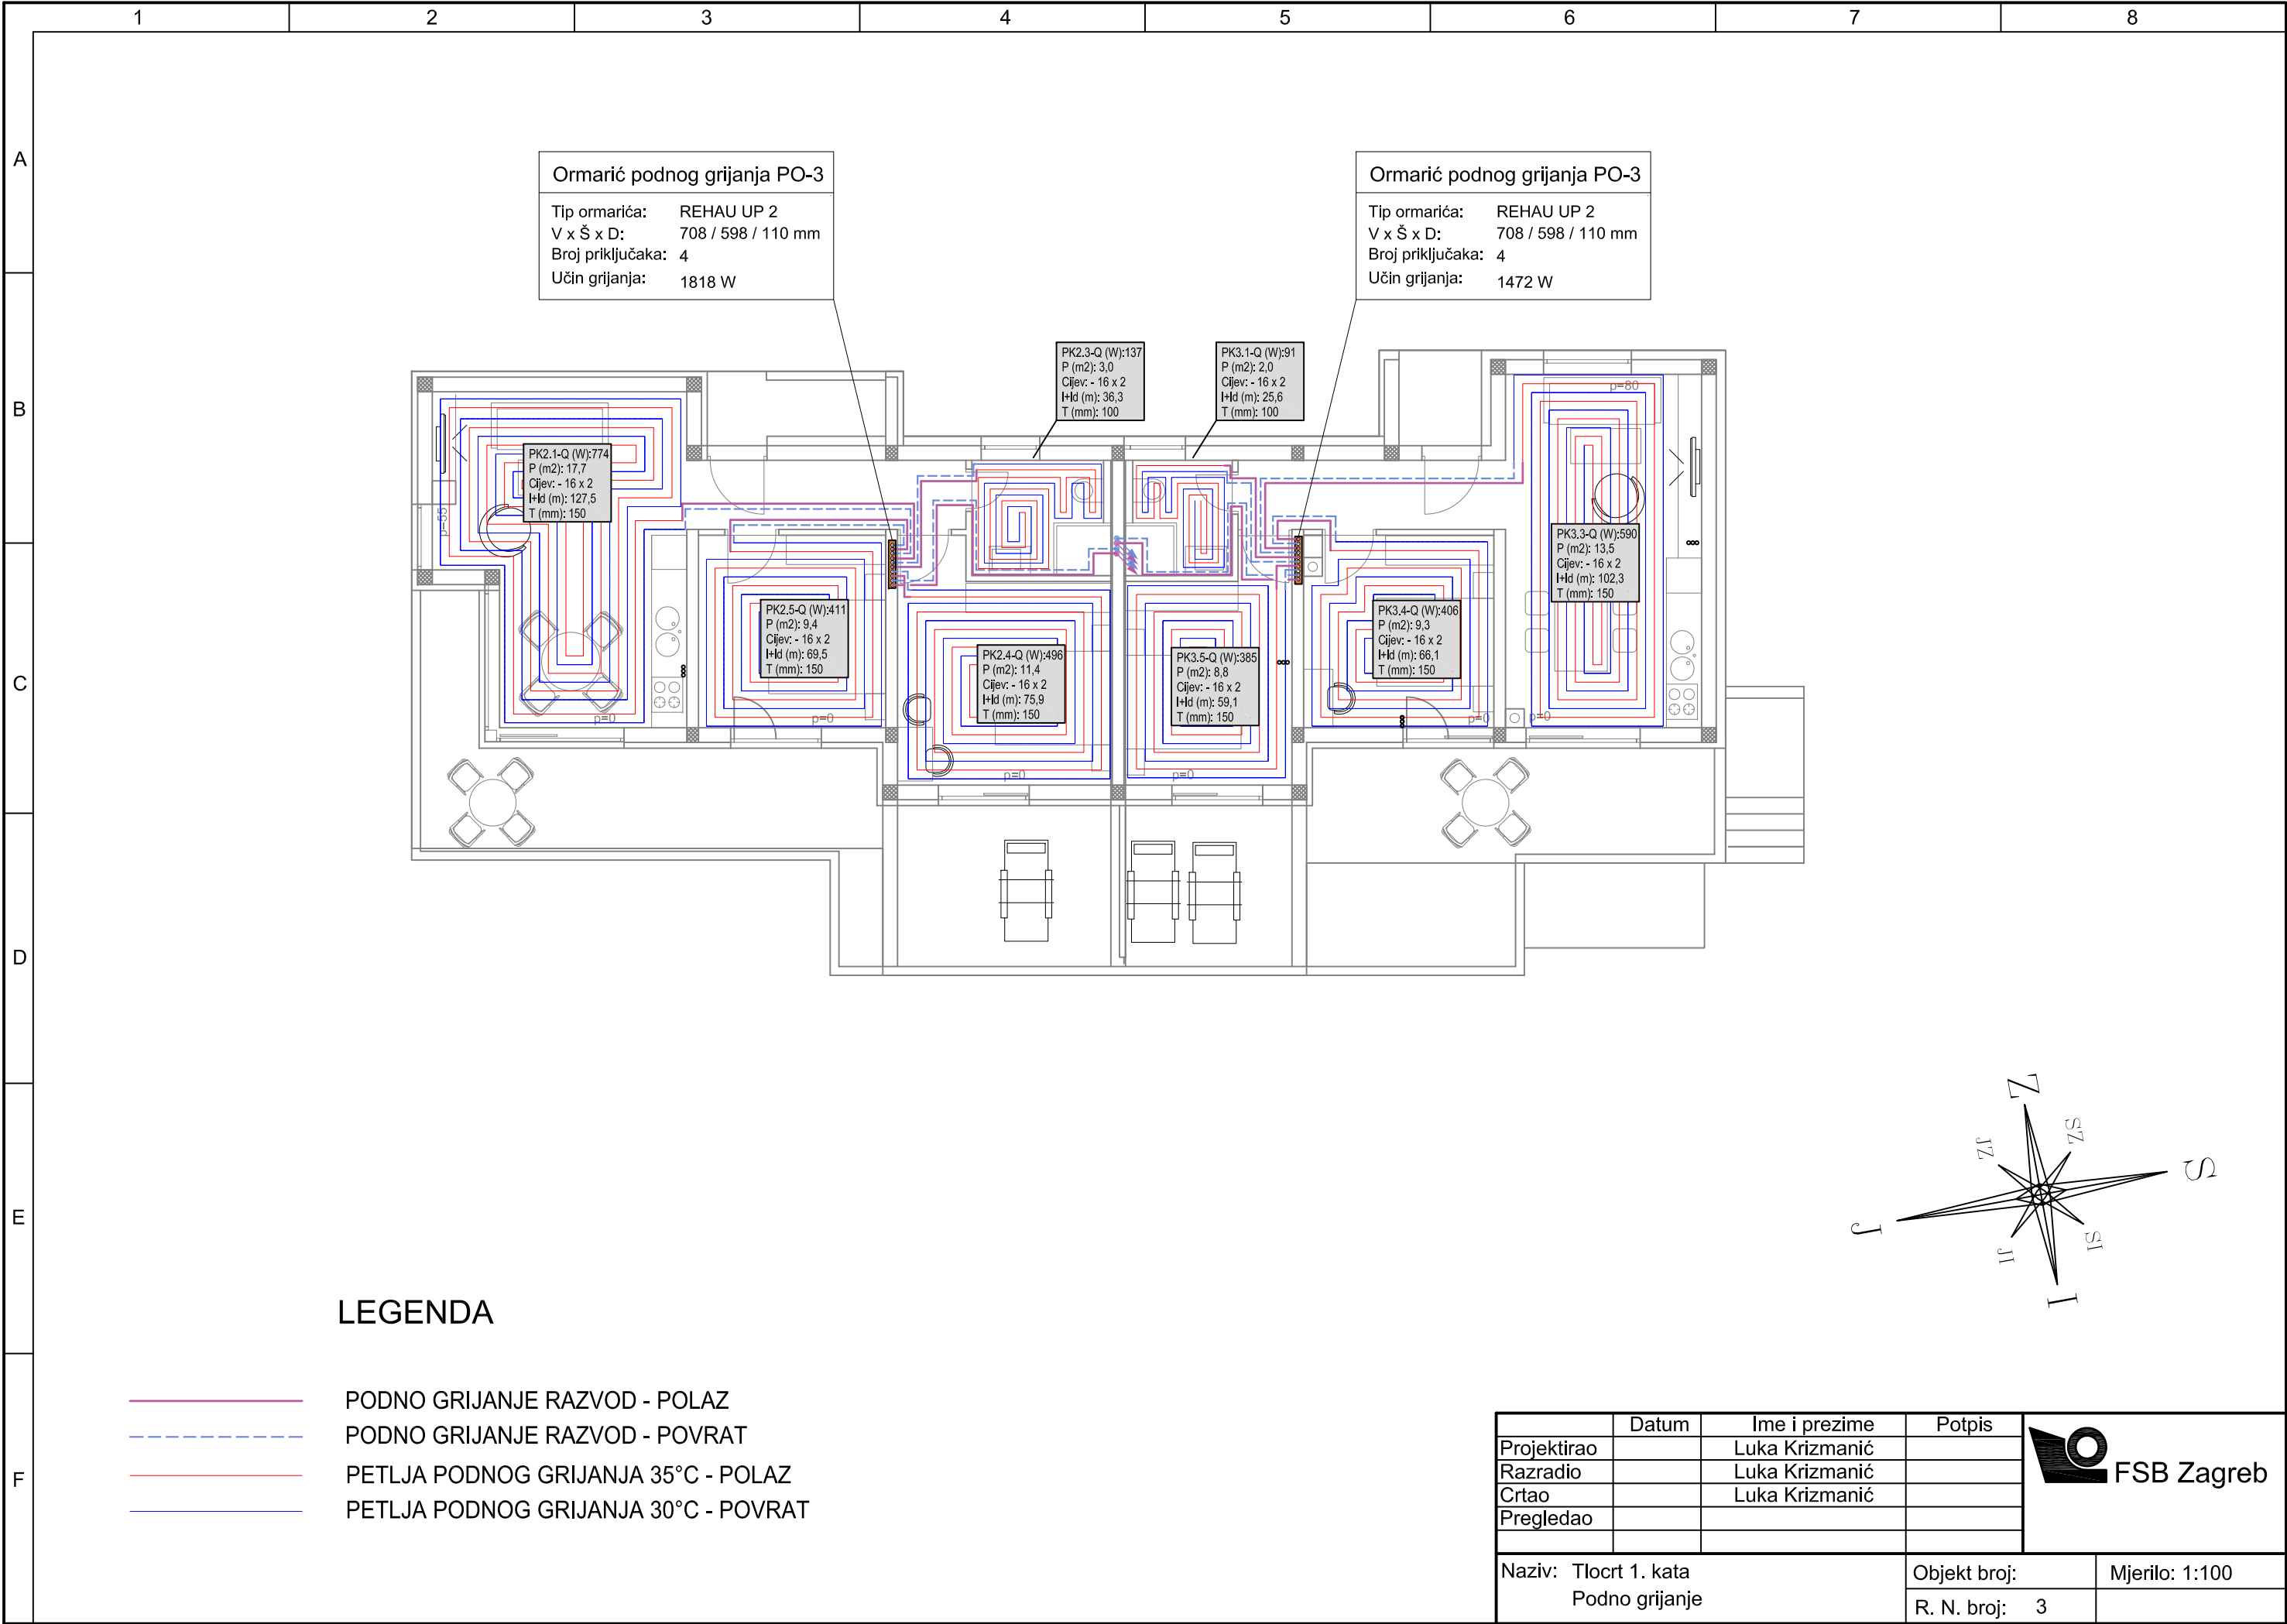 1 2 3 4 5 6 7 8
A
B
C
D
E
F
Ormarić podnog grijanja PO-3
Tip ormarića: REHAU UP 2
V x Š x D: 708 / 598 / 110 mm
Broj priključaka: 4
Učin grijanja: 1818 W
Ormarić podnog grijanja PO-3
Tip ormarića: REHAU UP 2
V x Š x D: 708 / 598 / 110 mm
Broj priključaka: 4
Učin grijanja: 1472 W
PK2.3-Q (W):137
P (m2): 3,0
Cijev: - 16 x 2
l+ld (m): 36,3
T (mm): 100
PK3.1-Q (W):91
P (m2): 2,0
Cijev: - 16 x 2
l+ld (m): 25,6
T (mm): 100
PK2.1-Q (W):774
P (m2): 17,7
Cijev: - 16 x 2
l+ld (m): 127,5
T (mm): 150
PK3.3-Q (W):590
P (m2): 13,5
Cijev: - 16 x 2
l+ld (m): 102,3
T (mm): 150
PK2.5-Q (W):411
P (m2): 9,4
Cijev: - 16 x 2
l+ld (m): 69,5
T (mm): 150
PK2.4-Q (W):496
P (m2): 11,4
Cijev: - 16 x 2
l+ld (m): 75,9
T (mm): 150
PK3.5-Q (W):385
P (m2): 8,8
Cijev: - 16 x 2
l+ld (m): 59,1
T (mm): 150
PK3.4-Q (W):406
P (m2): 9,3
Cijev: - 16 x 2
l+ld (m): 66,1
T (mm): 150
p=80
p=55
p=0
p=0
p=0
p=0
p=0
p=0
Z
SZ
S
SI
I
JI
J
JZ
LEGENDA
PODNO GRIJANJE RAZVOD - POLAZ
PODNO GRIJANJE RAZVOD - POVRAT
PETLJA PODNOG GRIJANJA 35°C - POLAZ
PETLJA PODNOG GRIJANJA 30°C - POVRAT
Datum Ime i prezime Potpis
Projektirao Luka Krizmanić
Razradio Luka Krizmanić
Crtao Luka Krizmanić
Pregledao
FSB Zagreb
Naziv: Tlocrt 1. kata
Podno grijanje
Objekt broj:
Mjerilo: 1:100
R. N. broj: 3